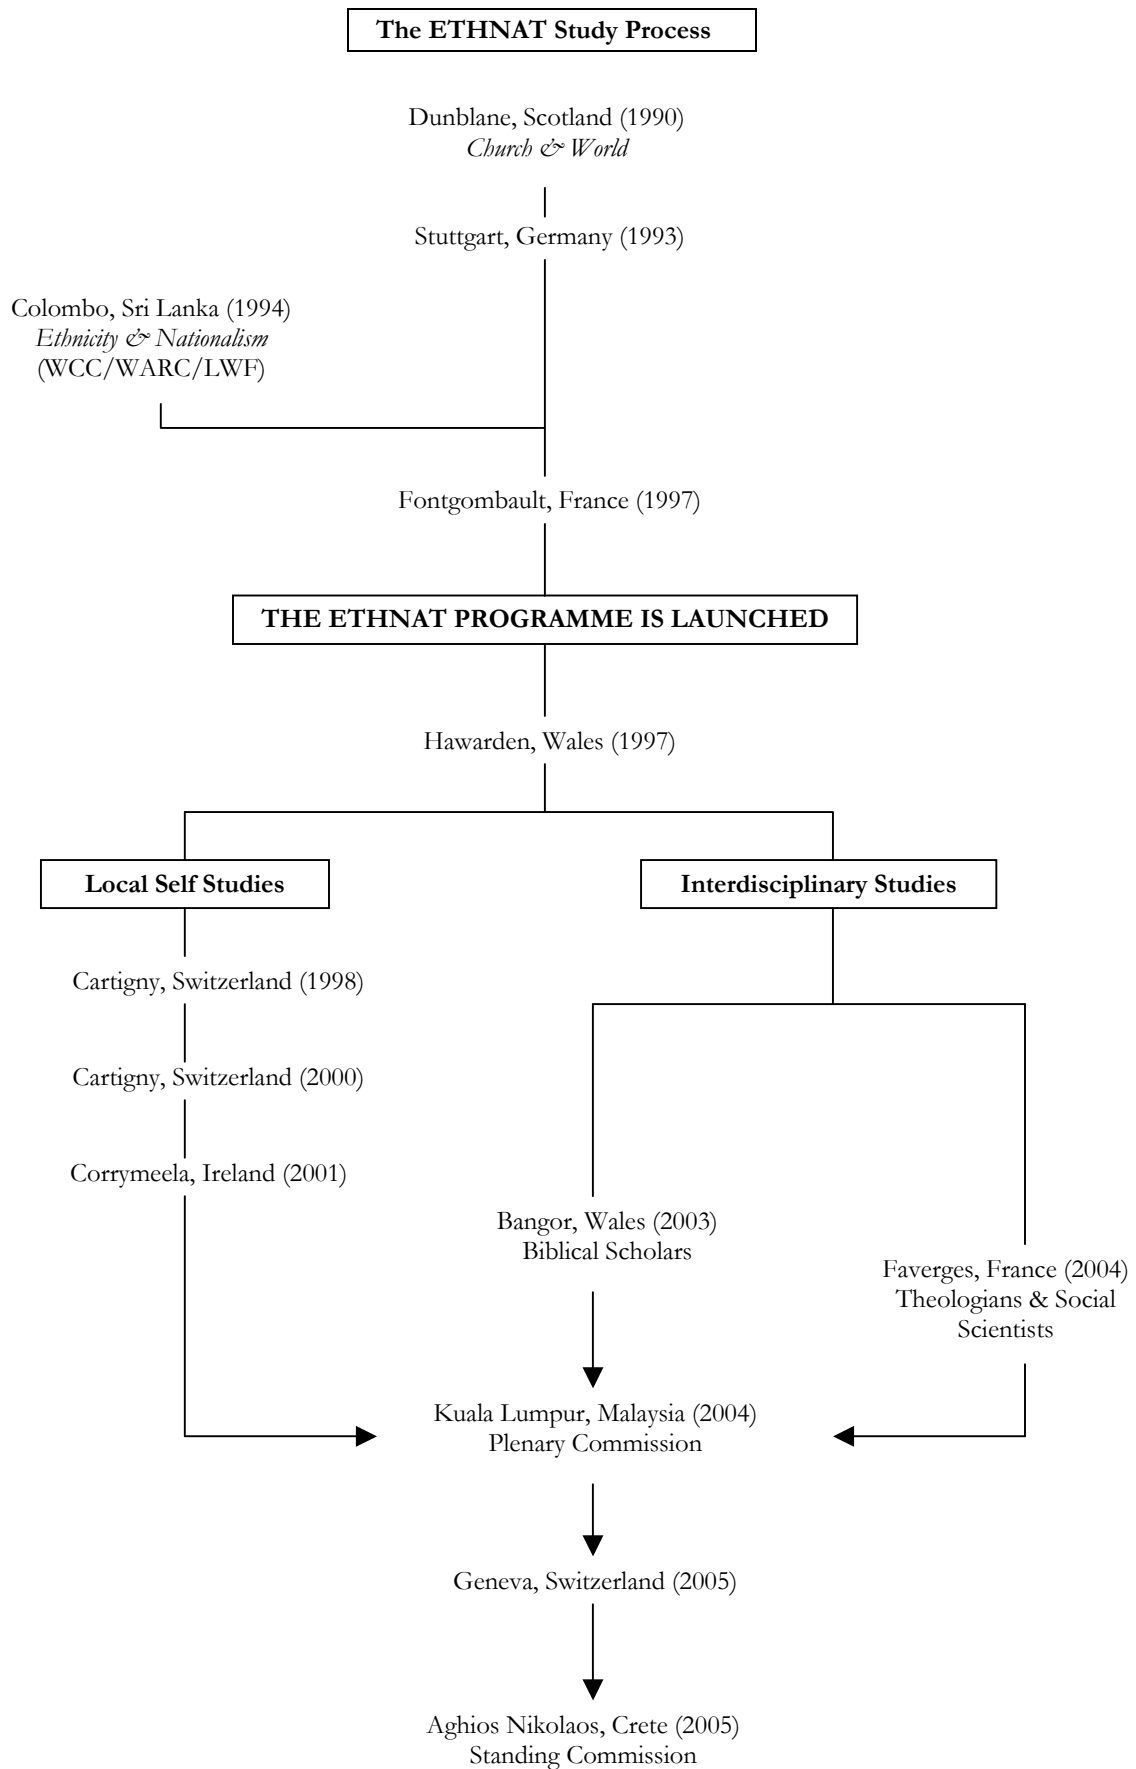 The ETHNAT Study Process
Dunblane, Scotland (1990)
Church & World
Stuttgart, Germany (1993)
Colombo, Sri Lanka (1994)
Ethnicity & Nationalism
(WCC/WARC/LWF)
Fontgombault, France (1997)
THE ETHNAT PROGRAMME IS LAUNCHED
Hawarden, Wales (1997)
Local Self Studies
Interdisciplinary Studies
Cartigny, Switzerland (1998)
Cartigny, Switzerland (2000)
Corrymeela, Ireland (2001)
Bangor, Wales (2003)
Biblical Scholars
Faverges, France (2004)
Theologians & Social
Scientists
Kuala Lumpur, Malaysia (2004)
Plenary Commission
Geneva, Switzerland (2005)
Aghios Nikolaos, Crete (2005)
Standing Commission